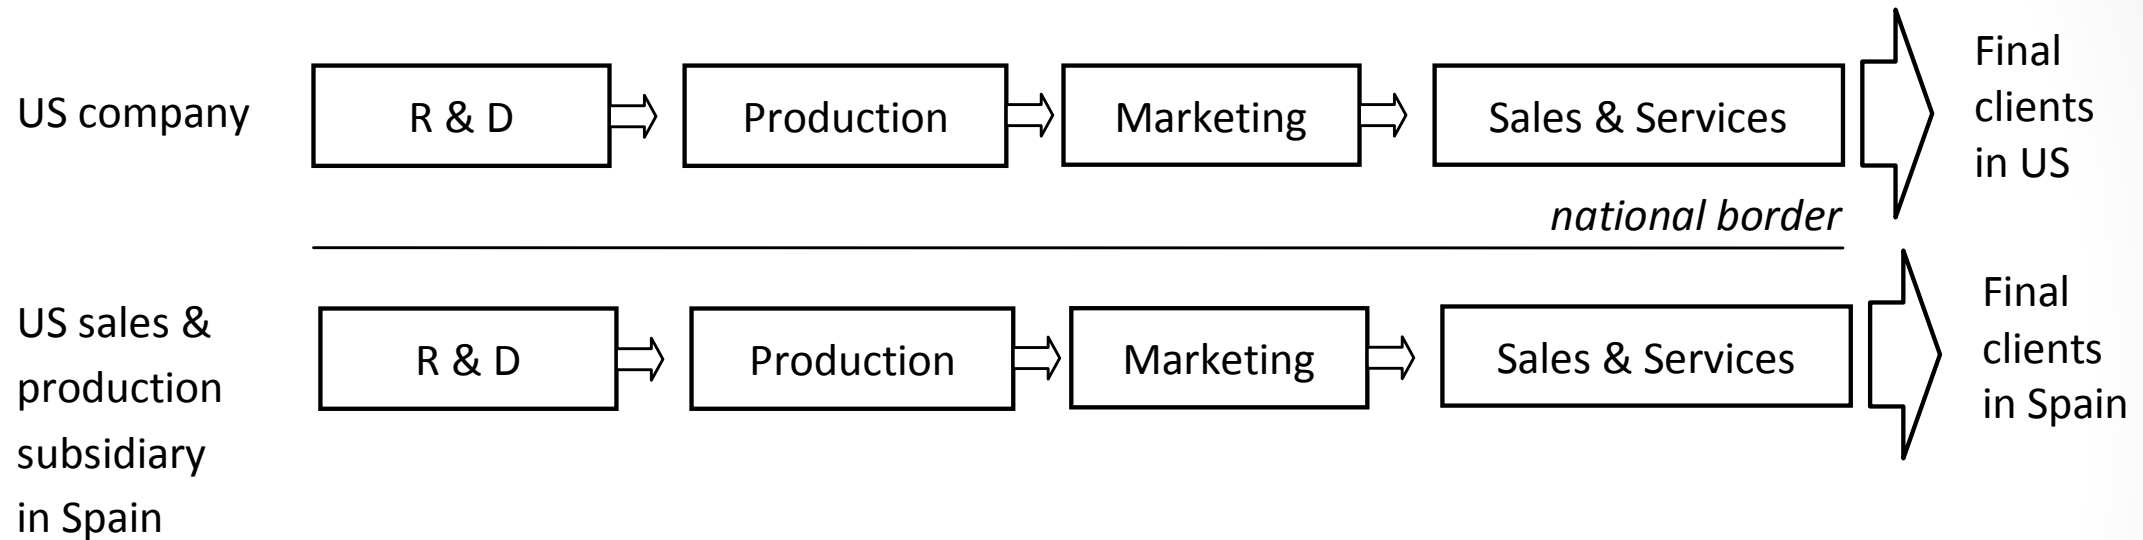 US company
R & D
Production
Marketing
Sales & Services
Final
clients
in US
national border
US sales &
production
subsidiary
in Spain
R & D
Production
Marketing
Sales & Services
Final
clients
in Spain